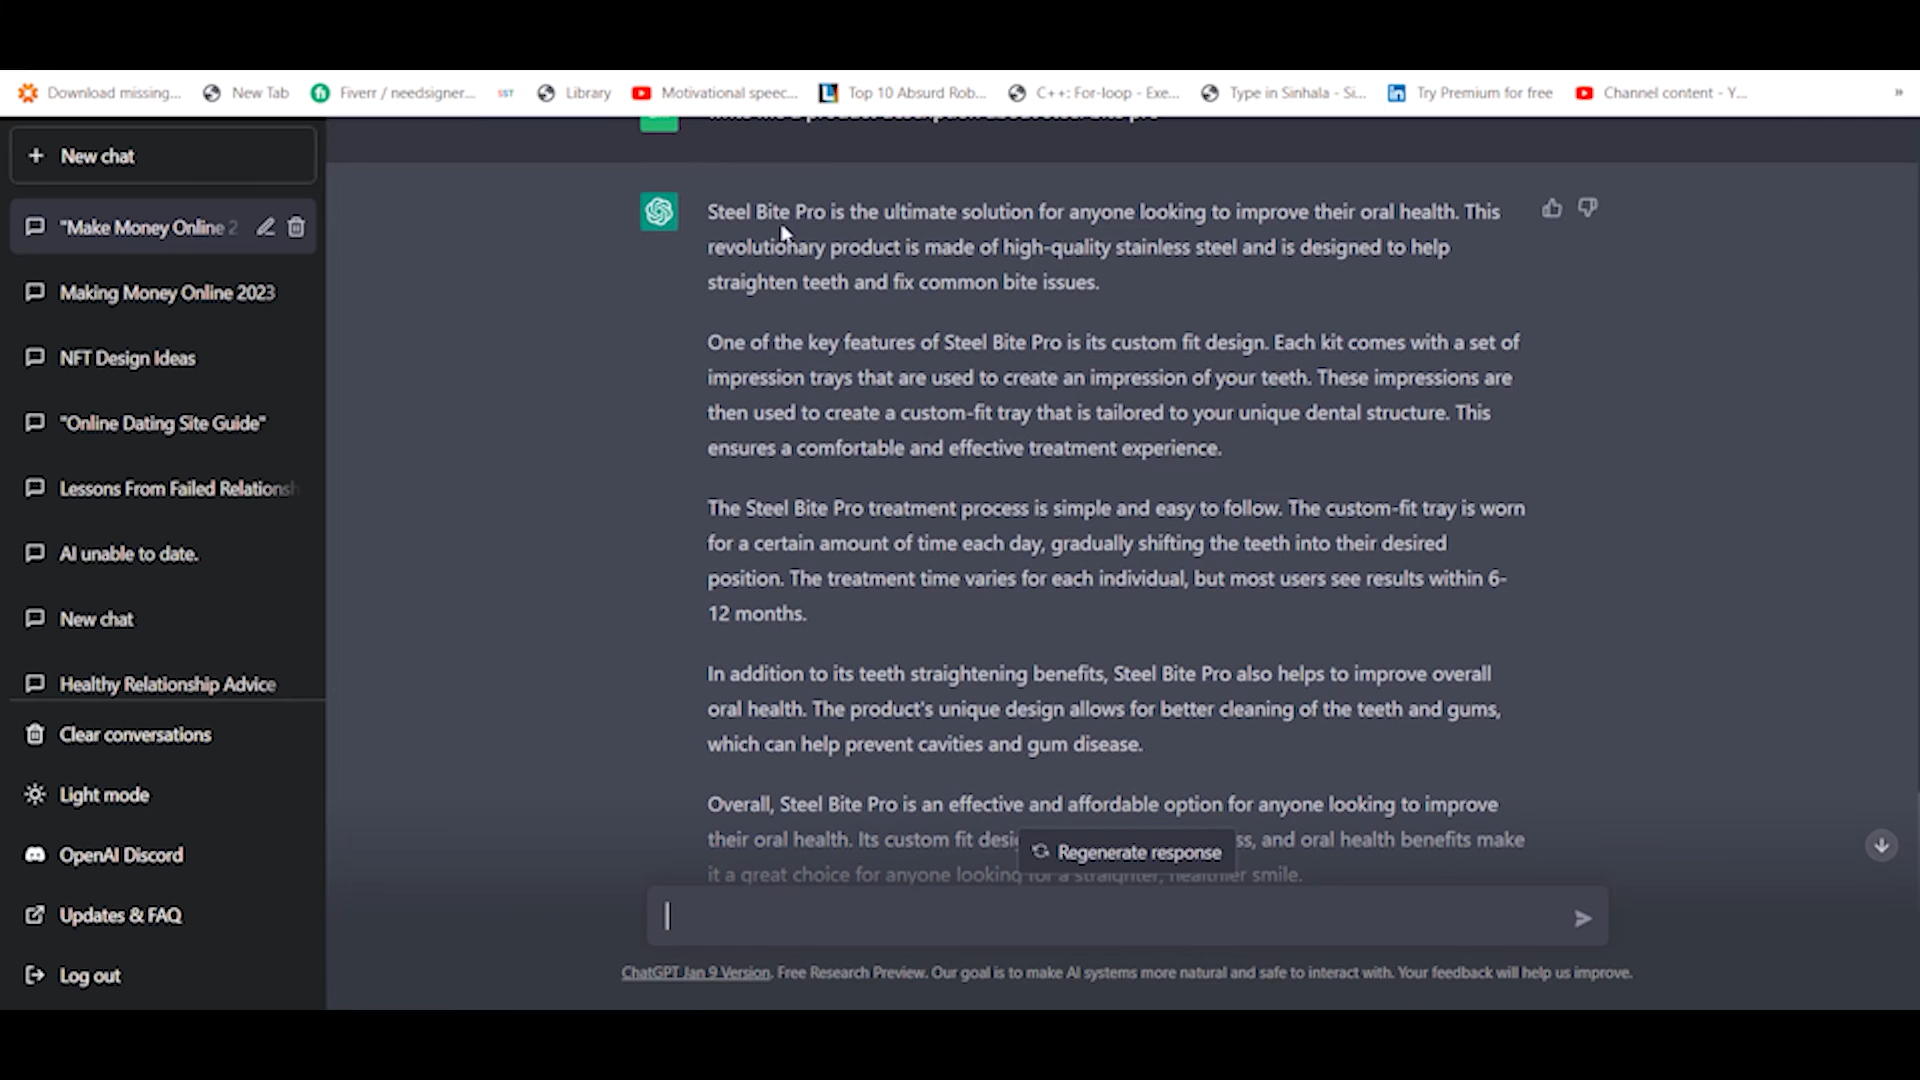 Download missing...
New Tab
Fiverr / needsigner...
SST
Library
Motivational speec...
Top 10 Absurd Rob...
C++: For-loop - Exe...
Type in Sinhala - Si...
Try Premium for free
Channel content - Y...
»
New chat
"Make Money Online 2
Making Money Online 2023
NFT Design Ideas
"Online Dating Site Guide"
Lessons From Failed Relationsh
AI unable to date.
New chat
Healthy Relationship Advice
Clear conversations
Light mode
OpenAI Discord
Updates & FAQ
Log out
Steel Bite Pro is the ultimate solution for anyone looking to improve their oral health. This
revolutionary product is made of high-quality stainless steel and is designed to help
straighten teeth and fix common bite issues.
One of the key features of Steel Bite Pro is its custom fit design. Each kit comes with a set of
impression trays that are used to create an impression of your teeth. These impressions are
then used to create a custom-fit tray that is tailored to your unique dental structure. This
ensures a comfortable and effective treatment experience.
The Steel Bite Pro treatment process is simple and easy to follow. The custom-fit tray is worn
for a certain amount of time each day, gradually shifting the teeth into their desired
position. The treatment time varies for each individual, but most users see results within 6-
12 months.
In addition to its teeth straightening benefits, Steel Bite Pro also helps to improve overall
oral health. The product's unique design allows for better cleaning of the teeth and gums,
which can help prevent cavities and gum disease.
Overall, Steel Bite Pro is an effective and affordable option for anyone looking to improve
their oral health. Its custom fit desi ss, and oral health benefits make
Regenerate response
it a great choice for anyone looking for a straighter, healthier smile.
ChatGPT Jan 9 Version. Free Research Preview. Our goal is to make AI systems more natural and safe to interact with. Your feedback will help us improve.